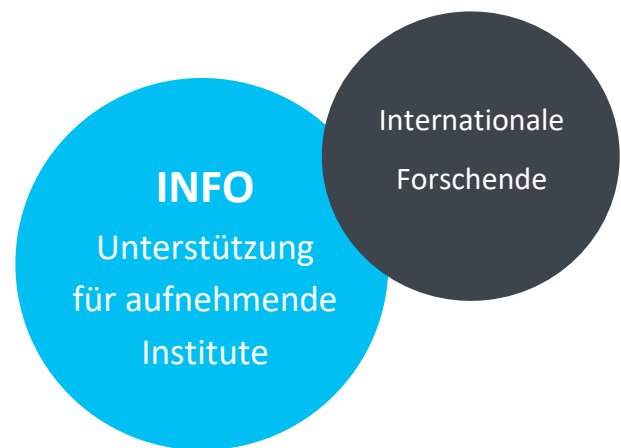 INFO
Unterstützung
für aufnehmende
Institute
Internationale
Forschende